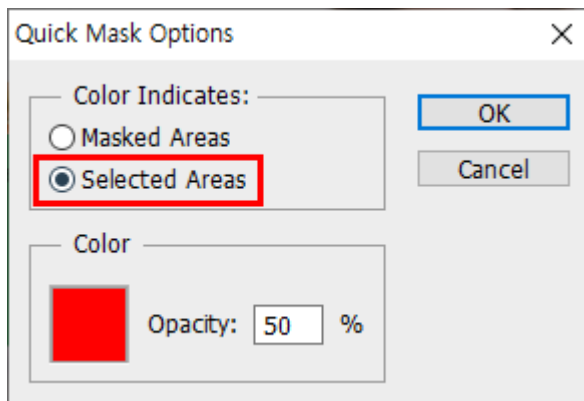 Quick Mask Options
Color Indicates:
Masked Areas
Selected Areas
OK
Cancel
Color
Opacity: 50 %